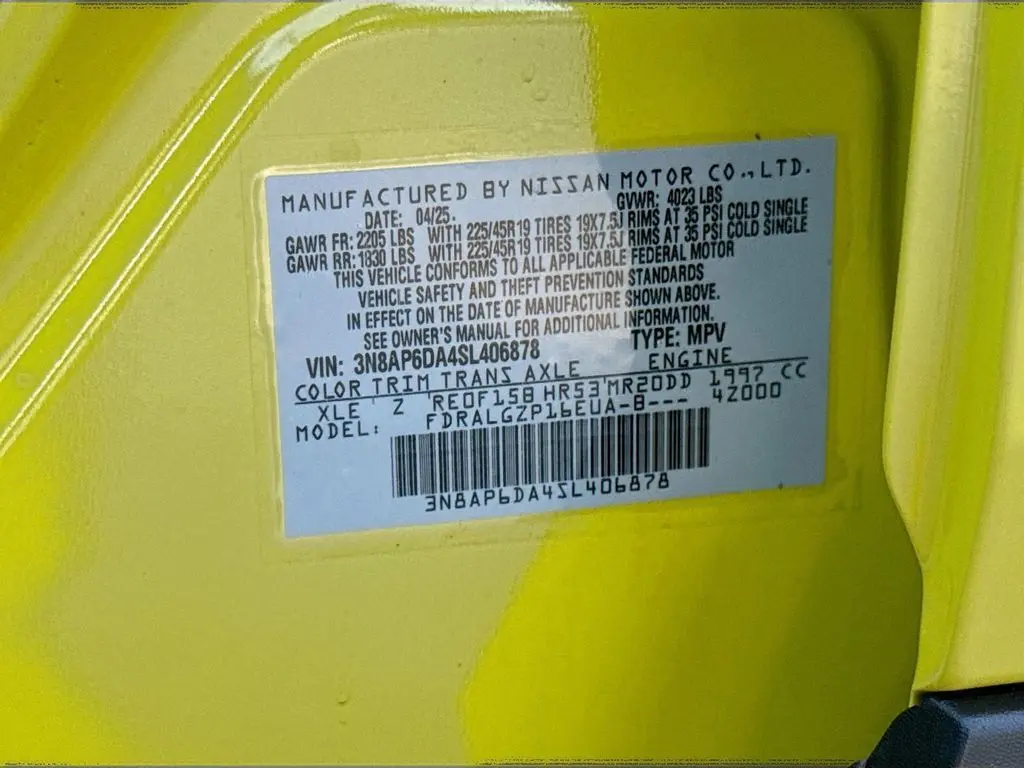 MANUFACTURED BY NISSAN MOTOR CO.,LTD.
DATE: 04/25. GVWR: 4023 LBS
GAWR FR: 2205 LBS WITH 225/45R19 TIRES 19X7.5J RIMS AT 35 PSI COLD SINGLE
GAWR RR: 1830 LBS WITH 225/45R19 TIRES 19X7.5J RIMS AT 35 PSI COLD SINGLE
THIS VEHICLE CONFORMS TO ALL APPLICABLE FEDERAL MOTOR
VEHICLE SAFETY AND THEFT PREVENTION STANDARDS
IN EFFECT ON THE DATE OF MANUFACTURE SHOWN ABOVE.
SEE OWNER'S MANUAL FOR ADDITIONAL INFORMATION.
VIN: 3N8AP6DA4SL406878 TYPE: MPV
COLOR TRIM TRANS AXLE ENGINE
XLE Z RE0F15B HR53 MR20DD 1997 CC
MODEL: FDRALGZP16EUA-B--- 42000
3N8AP6DA4SL406878